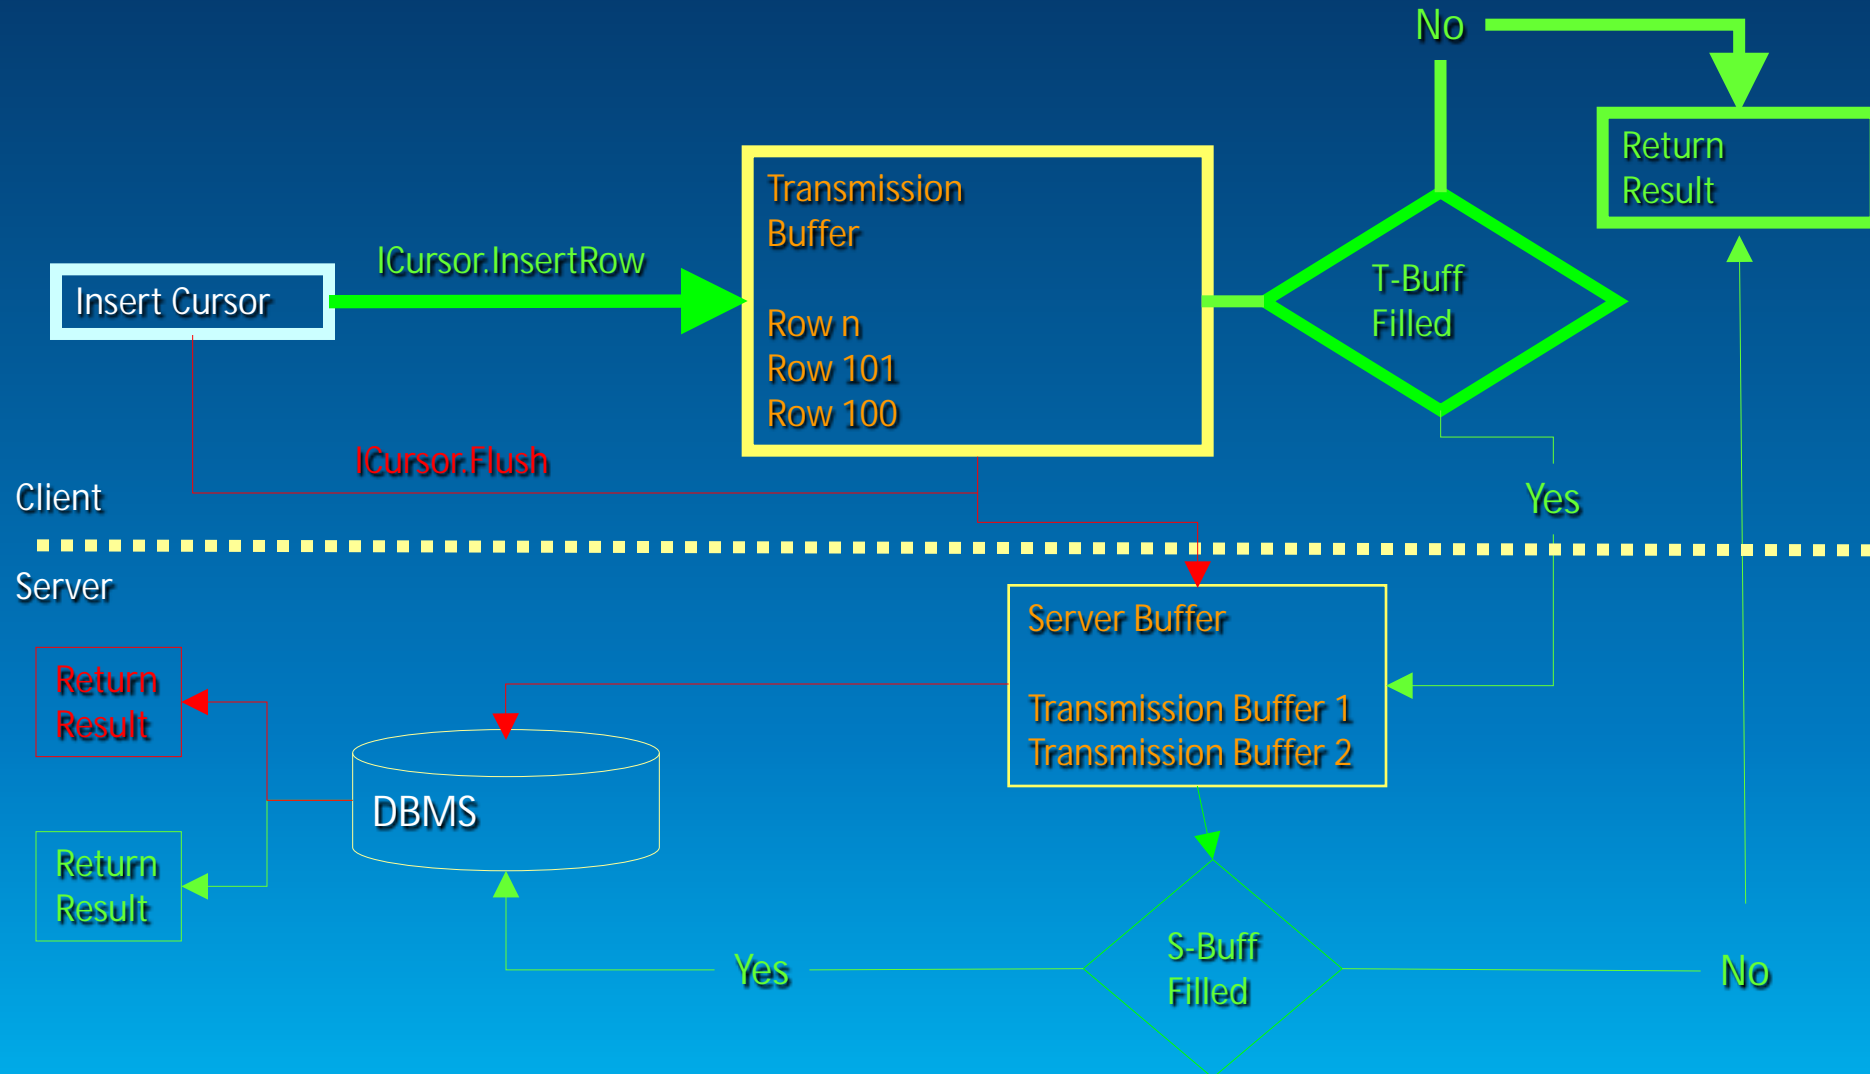 No
Return
Result
Transmission
Buffer
ICursor.InsertRow
T-Buff
Filled
Insert Cursor
Row n
Row 101
Row 100
ICursor.Flush
Client
Yes
Server
Server Buffer
Return
Result
Transmission Buffer 1
Transmission Buffer 2
DBMS
Return
Result
S-Buff
Filled
Yes
No